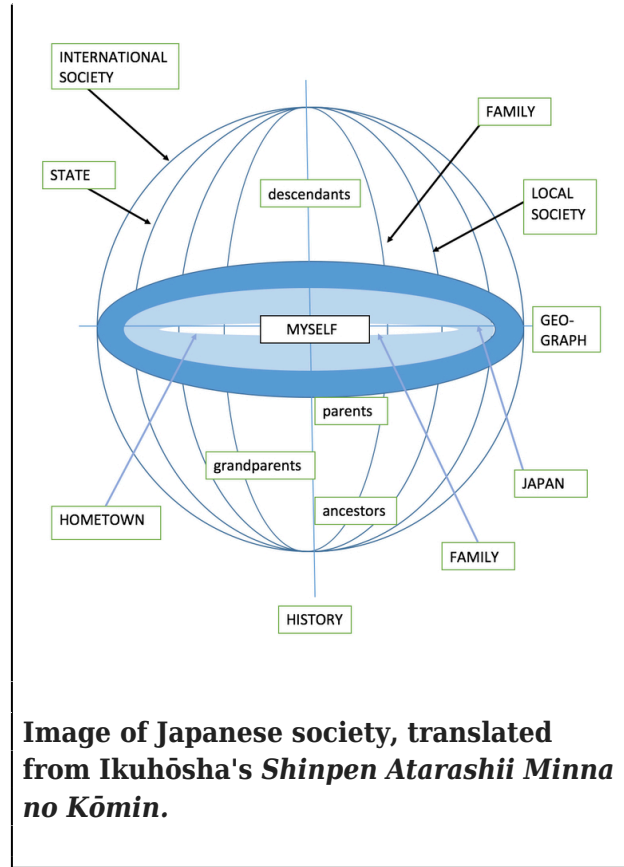 INTERNATIONAL
SOCIETY
FAMILY
STATE
descendants
LOCAL
SOCIETY
MYSELF
GEO-
GRAPH
parents
grandparents
JAPAN
ancestors
HOMETOWN
FAMILY
HISTORY
Image of Japanese society, translated
from Ikuhōsha's Shinpen Atarashii Minna
no Kōmin.